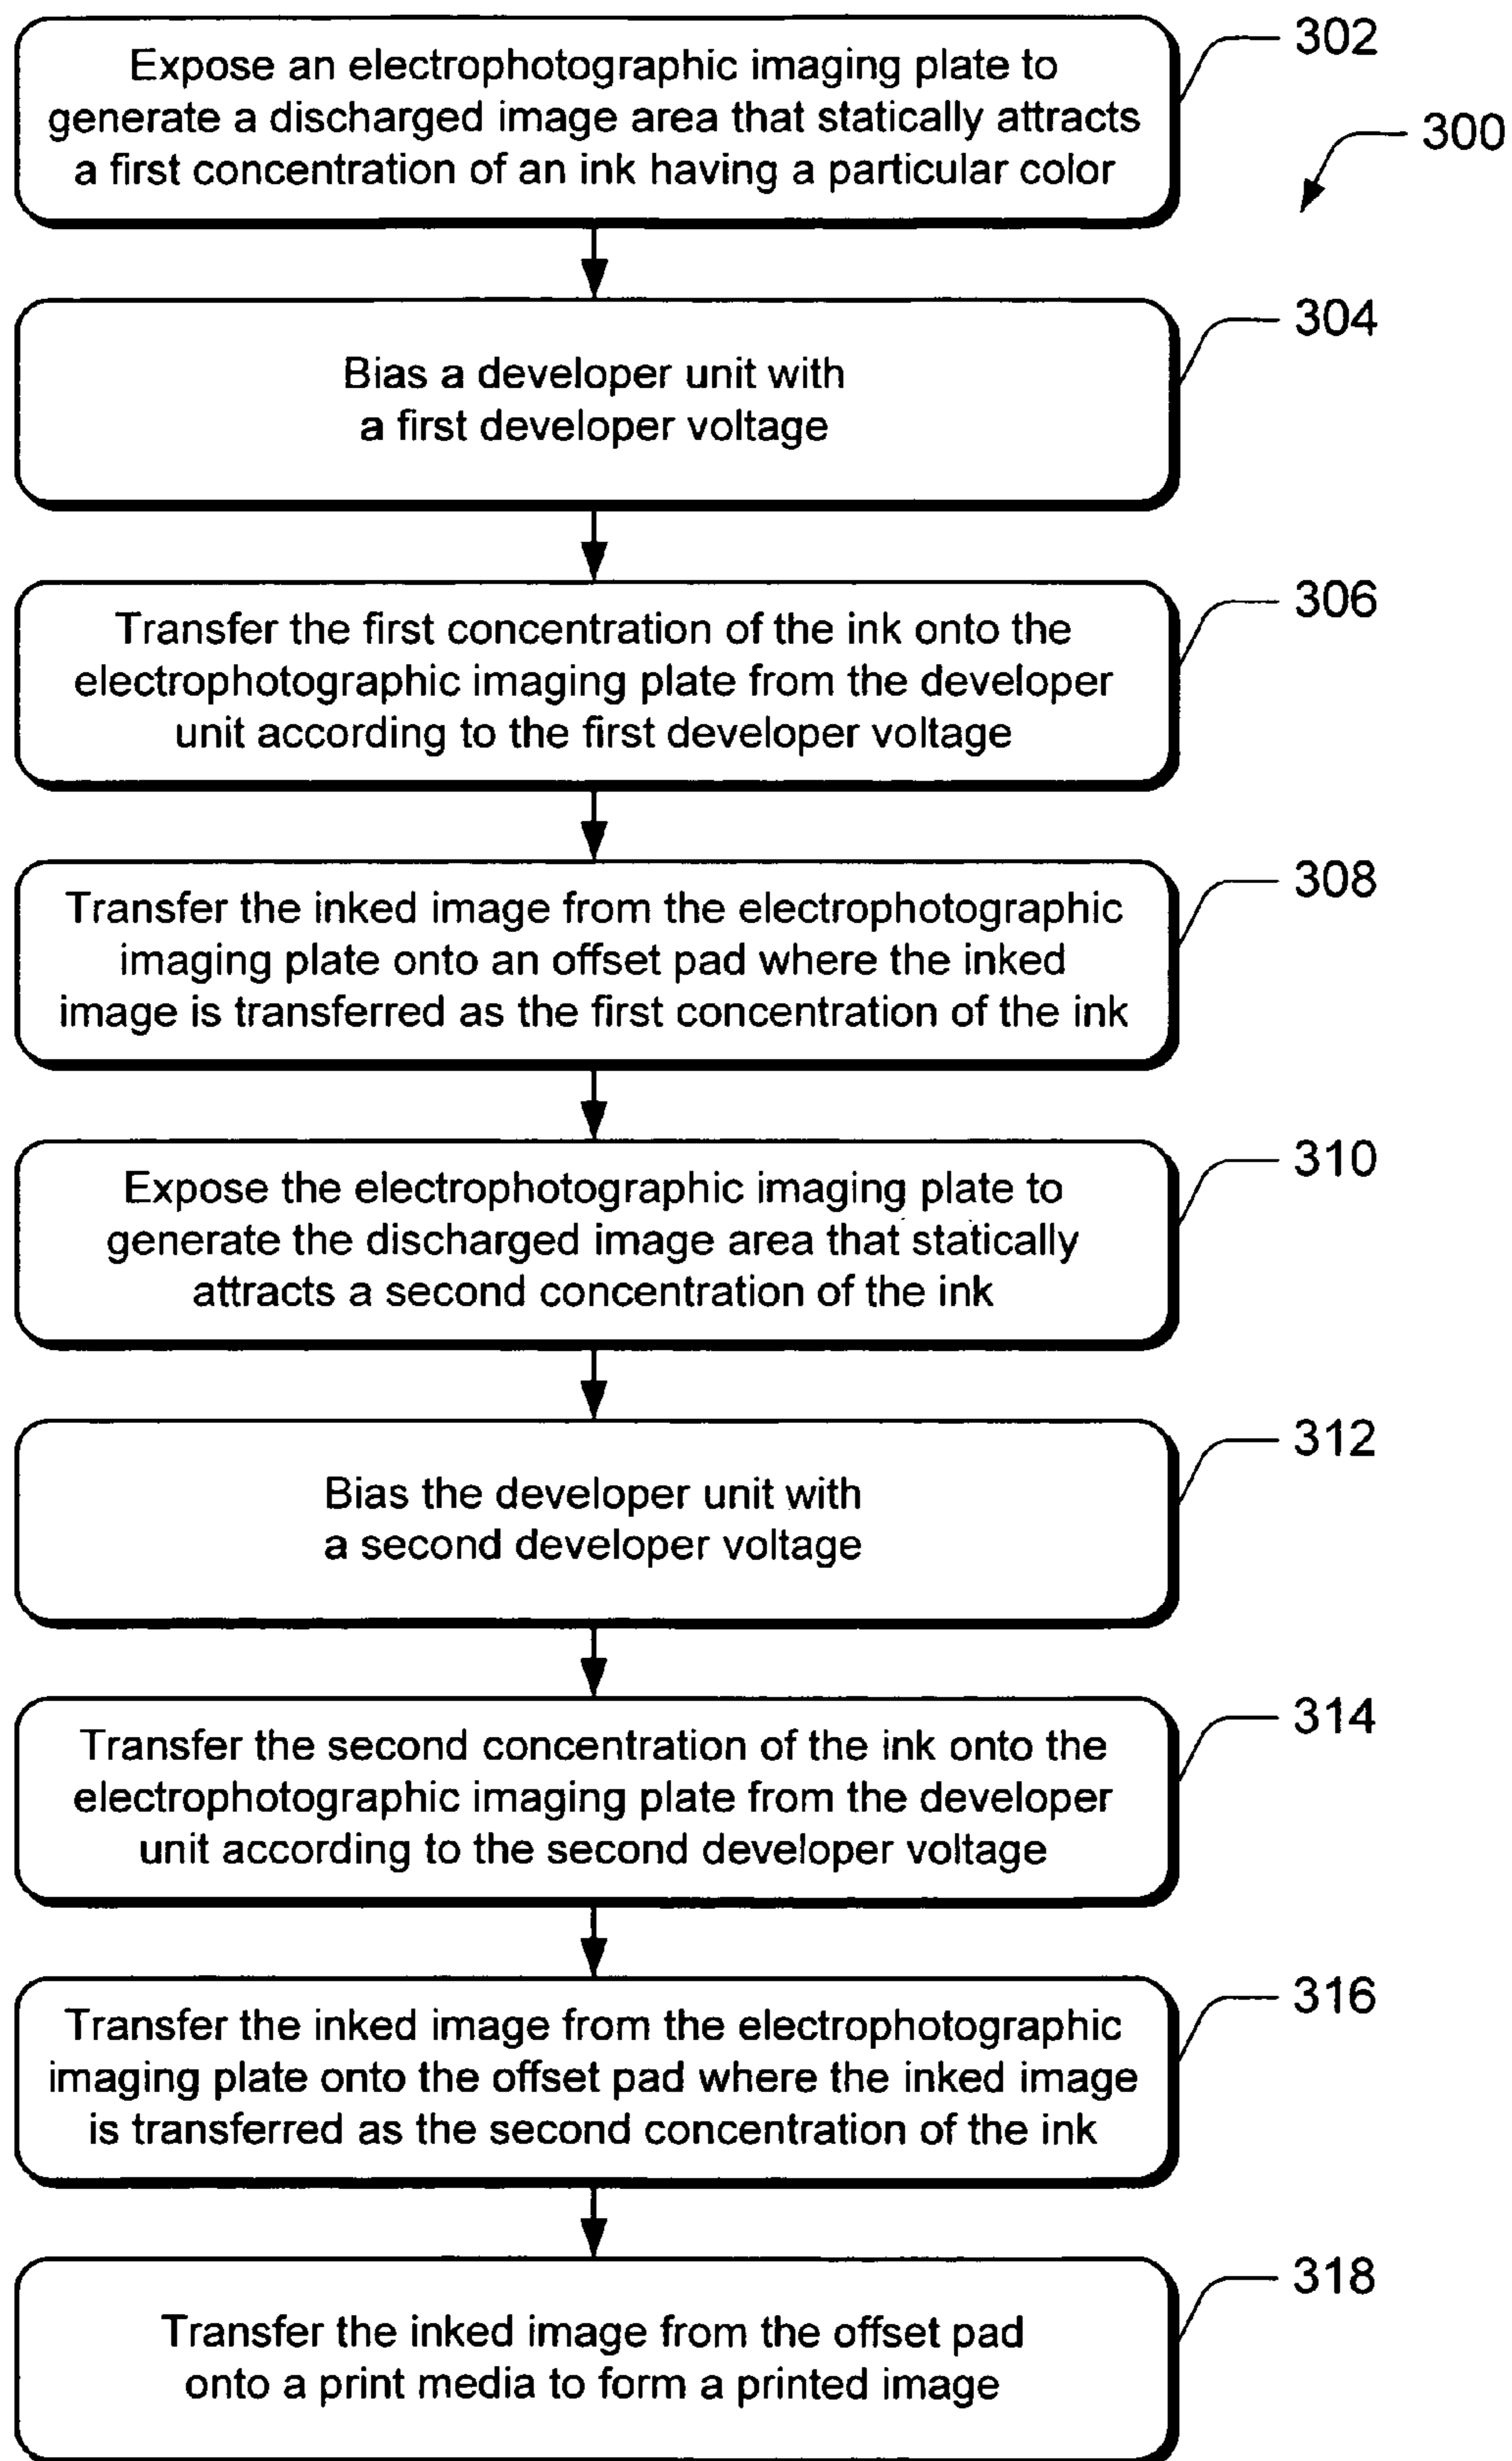 Expose an electrophotographic imaging plate to
generate a discharged image area that statically attracts
a first concentration of an ink having a particular color
302
300
Bias a developer unit with
a first developer voltage
304
Transfer the first concentration of the ink onto the
electrophotographic imaging plate from the developer
unit according to the first developer voltage
306
Transfer the inked image from the electrophotographic
imaging plate onto an offset pad where the inked
image is transferred as the first concentration of the ink
308
Expose the electrophotographic imaging plate to
generate the discharged image area that statically
attracts a second concentration of the ink
310
Bias the developer unit with
a second developer voltage
312
Transfer the second concentration of the ink onto the
electrophotographic imaging plate from the developer
unit according to the second developer voltage
314
Transfer the inked image from the electrophotographic
imaging plate onto the offset pad where the inked image
is transferred as the second concentration of the ink
316
Transfer the inked image from the offset pad
onto a print media to form a printed image
318